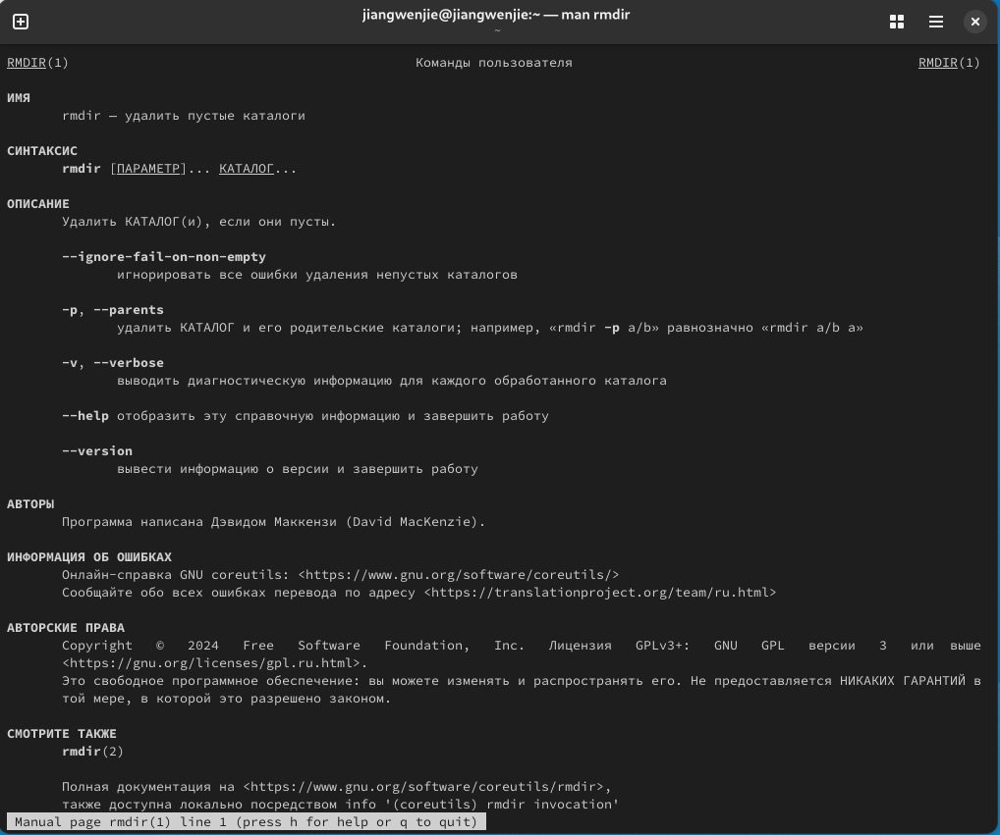 jiangwenjie@jiangwenjie:~ — man rmdir
~
RMDIR(1) Команды пользователя RMDIR(1)
ИМЯ
rmdir — удалить пустые каталоги
СИНТАКСИС
rmdir [ПАРАМЕТР]... КАТАЛОГ...
ОПИСАНИЕ
Удалить КАТАЛОГ(и), если они пусты.
--ignore-fail-on-non-empty
игнорировать все ошибки удаления непустых каталогов
-p, --parents
удалить КАТАЛОГ и его родительские каталоги; например, «rmdir -p a/b» равнозначно «rmdir a/b a»
-v, --verbose
выводить диагностическую информацию для каждого обработанного каталога
--help отобразить эту справочную информацию и завершить работу
--version
вывести информацию о версии и завершить работу
АВТОРЫ
Программа написана Дэвидом Маккензи (David MacKenzie).
ИНФОРМАЦИЯ ОБ ОШИБКАХ
Онлайн-справка GNU coreutils: <https://www.gnu.org/software/coreutils/>
Сообщайте обо всех ошибках перевода по адресу <https://translationproject.org/team/ru.html>
АВТОРСКИЕ ПРАВА
Copyright © 2024 Free Software Foundation, Inc. Лицензия GPLv3+: GNU GPL версии 3 или выше
<https://gnu.org/licenses/gpl.ru.html>.
Это свободное программное обеспечение: вы можете изменять и распространять его. Не предоставляется НИКАКИХ ГАРАНТИЙ в
той мере, в которой это разрешено законом.
СМОТРИТЕ ТАКЖЕ
rmdir(2)
Полная документация на <https://www.gnu.org/software/coreutils/rmdir>,
также доступна локально посредством info '(coreutils) rmdir invocation'
Manual page rmdir(1) line 1 (press h for help or q to quit)